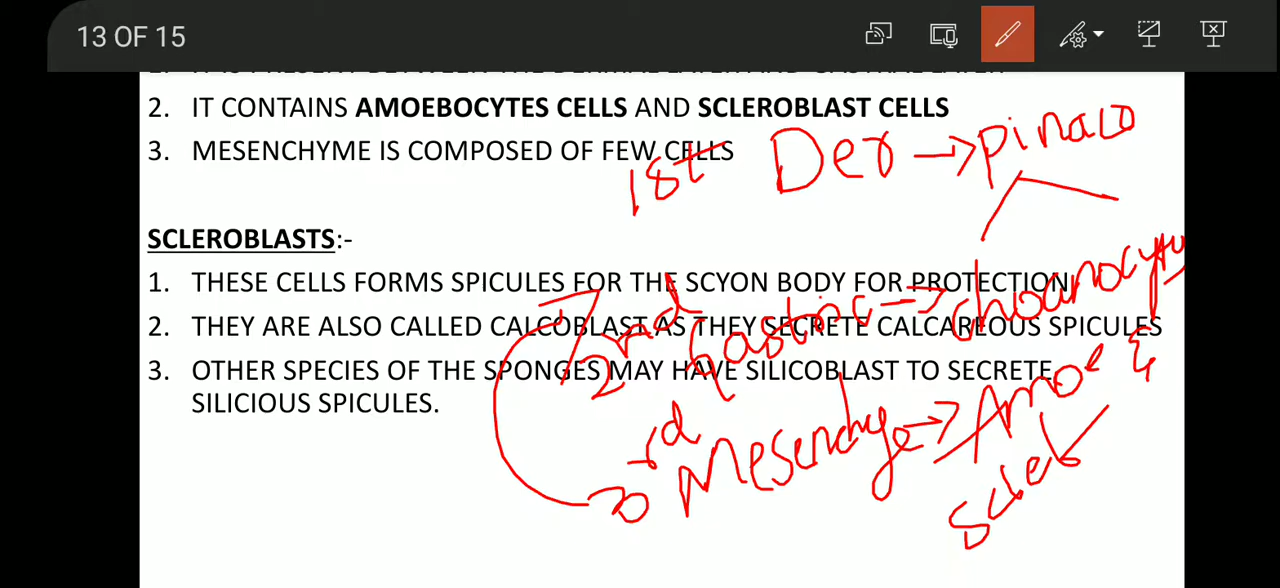 13 OF 15
2. IT CONTAINS AMOEBOCYTES CELLS AND SCLEROBLAST CELLS
3. MESENCHYME IS COMPOSED OF FEW CELLS
1st Der → pinaco
SCLEROBLASTS:-
1. THESE CELLS FORMS SPICULES FOR THE SCYON BODY FOR PROTECTION
2. THEY ARE ALSO CALLED CALCOBLAST AS THEY SECRETE CALCAREOUS SPICULES
3. OTHER SPECIES OF THE SPONGES MAY HAVE SILICOBLAST TO SECRETE
SILICIOUS SPICULES.
2nd Gastric → choanocyty
3rd Mesenchye → Amoe &
scleb